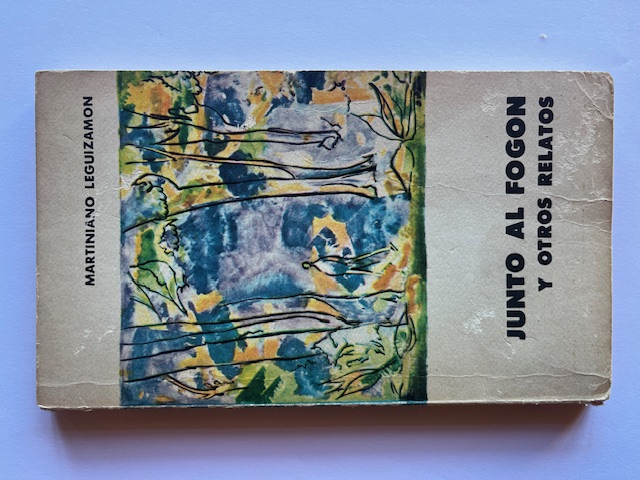 MARTINIANO LEGUIZAMON
JUNTO AL FOGON
Y OTROS RELATOS